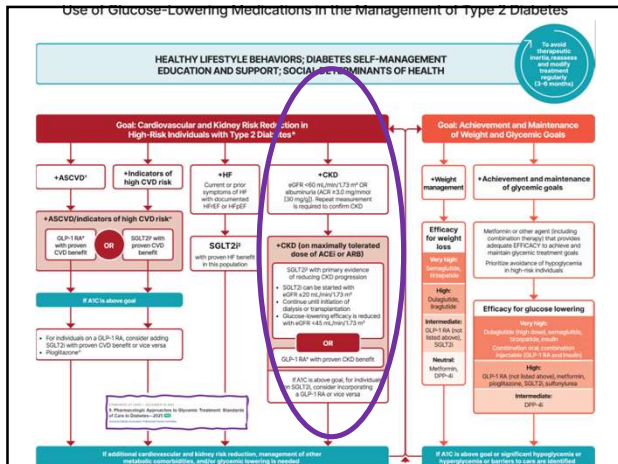 Use of Glucose-Lowering Medications in the Management of Type 2 Diabetes
HEALTHY LIFESTYLE BEHAVIORS; DIABETES SELF-MANAGEMENT
EDUCATION AND SUPPORT; SOCIAL DETERMINANTS OF HEALTH
To avoid
therapeutic
inertia, reassess
and modify
treatment
regularly
(3–6 months)
Goal: Cardiovascular and Kidney Risk Reduction in
High-Risk Individuals with Type 2 Diabetes*
+ASCVD†
+Indicators
of high CVD risk
+ASCVD/indicators of high CVD risk*
GLP-1 RA# with
proven CVD
benefit
OR
SGLT2i§ with
proven CVD
benefit
If A1C is above goal
• For individuals on a GLP-1 RA, consider adding
SGLT2i with proven CVD benefit or vice versa
• Pioglitazone^
+HF
Current or prior
symptoms of HF
with documented
HFrEF or HFpEF
SGLT2i§
with proven HF benefit
in this population
+CKD
eGFR <60 mL/min/1.73 m² OR
albuminuria (ACR ≥3.0 mg/mmol
[30 mg/g]). Repeat measurement
is required to confirm CKD
+CKD (on maximally tolerated
dose of ACEi or ARB)
SGLT2i§ with primary evidence
of reducing CKD progression
• SGLT2i can be started with
eGFR ≥20 mL/min/1.73 m²
• Continue until initiation
of dialysis or transplantation
• Glucose-lowering efficacy is reduced
with eGFR <45 mL/min/1.73 m²
OR
GLP-1 RA# with proven CKD benefit
If A1C is above goal, for individuals
on SGLT2i, consider incorporating
a GLP-1 RA or vice versa
9. Pharmacologic Approaches to Glycemic Treatment: Standards
of Care in Diabetes—2025
If additional cardiovascular and kidney risk reduction, management of other
metabolic comorbidities, and/or glycemic lowering is needed
Goal: Achievement and Maintenance
of Weight and Glycemic Goals
+Weight
management
Efficacy
for weight
loss
Very high:
Semaglutide,
tirzepatide
High:
Dulaglutide,
liraglutide
Intermediate:
GLP-1 RA (not
listed above),
SGLT2i
Neutral:
Metformin,
DPP-4i
+Achievement and maintenance
of glycemic goals
Metformin or other agent (including
combination therapy) that provides
adequate EFFICACY to achieve and
maintain glycemic treatment goals
Prioritize avoidance of hypoglycemia
in high-risk individuals
Efficacy for glucose lowering
Very high:
Dulaglutide (high dose), semaglutide,
tirzepatide, insulin
Combination oral, combination
injectable (GLP-1 RA and insulin)
High:
GLP-1 RA (not listed above), metformin,
pioglitazone, SGLT2i, sulfonylurea
Intermediate:
DPP-4i
If A1C is above goal or significant hypoglycemia or
hyperglycemia or barriers to care are identified